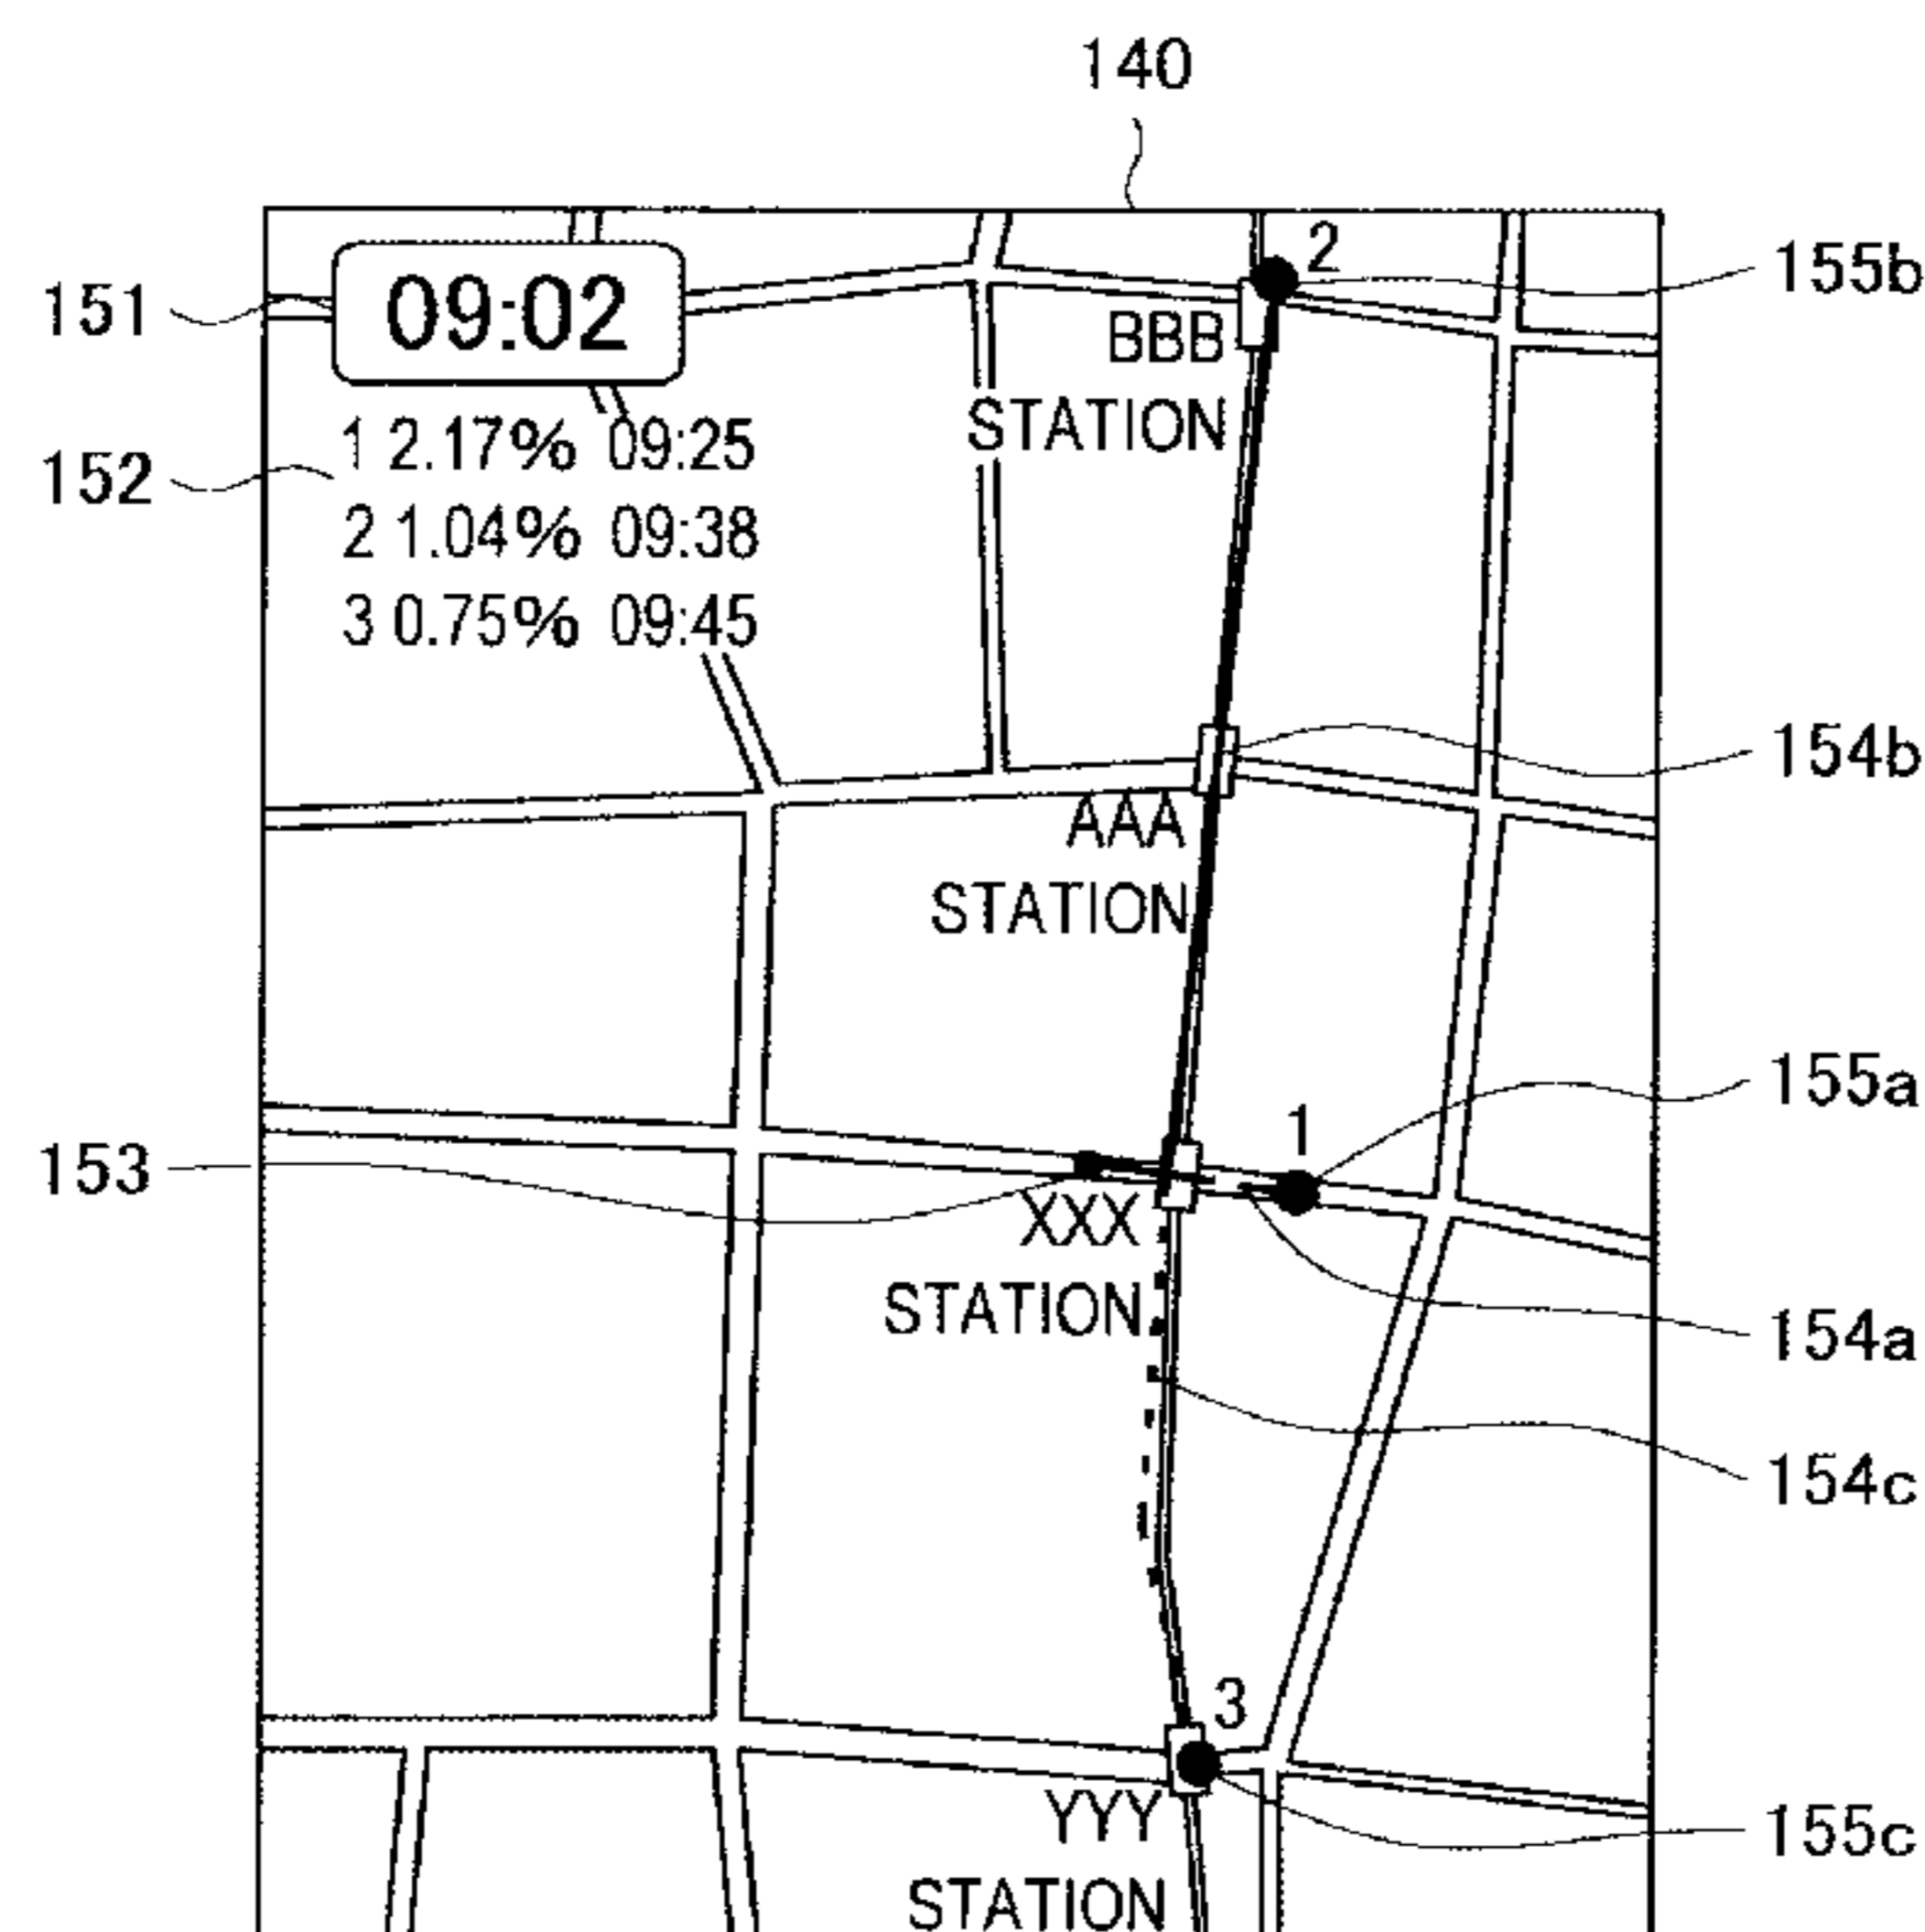 140
2
155b
151
09:02
BBB
STATION
1 2.17% 09:25
152
2 1.04% 09:38
3 0.75% 09:45
154b
AAA
STATION
155a
1
153
XXX
STATION
154a
154c
3
YYY
155c
STATION